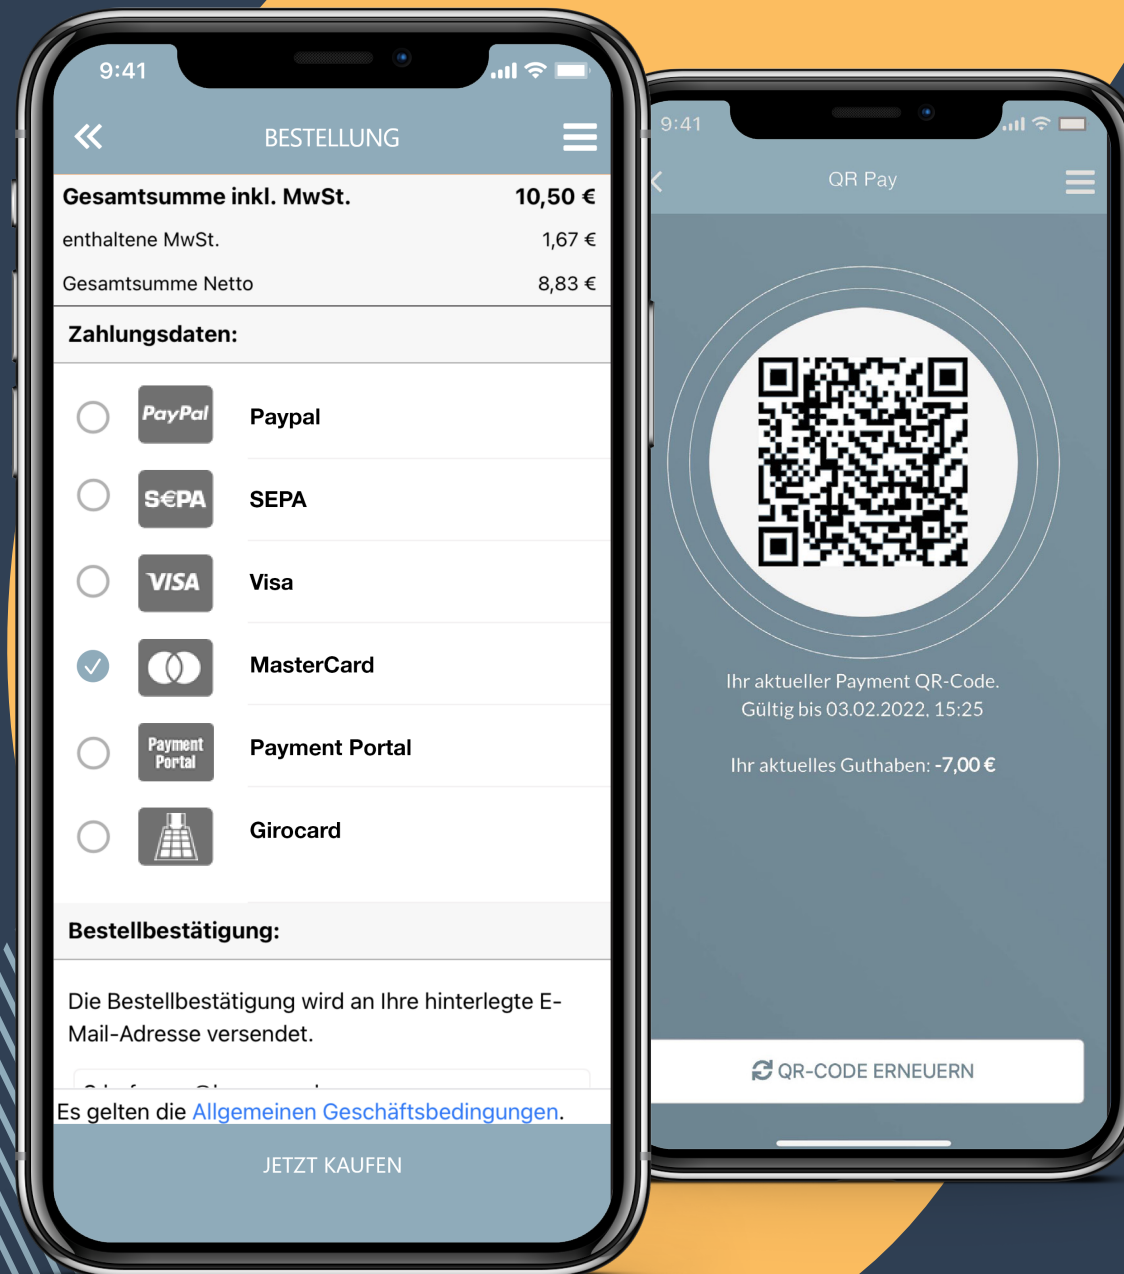 9:41
BESTELLUNG
Gesamtsumme inkl. MwSt. 10,50 €
enthaltene MwSt. 1,67 €
Gesamtsumme Netto 8,83 €
Zahlungsdaten:
PayPal Paypal
S€PA SEPA
VISA Visa
MasterCard
Payment Portal Payment Portal
Girocard
Bestellbestätigung:
Die Bestellbestätigung wird an Ihre hinterlegte E-
Mail-Adresse versendet.
Es gelten die Allgemeinen Geschäftsbedingungen.
JETZT KAUFEN
9:41
QR Pay
Ihr aktueller Payment QR-Code.
Gültig bis 03.02.2022, 15:25
Ihr aktuelles Guthaben: -7,00 €
QR-CODE ERNEUERN